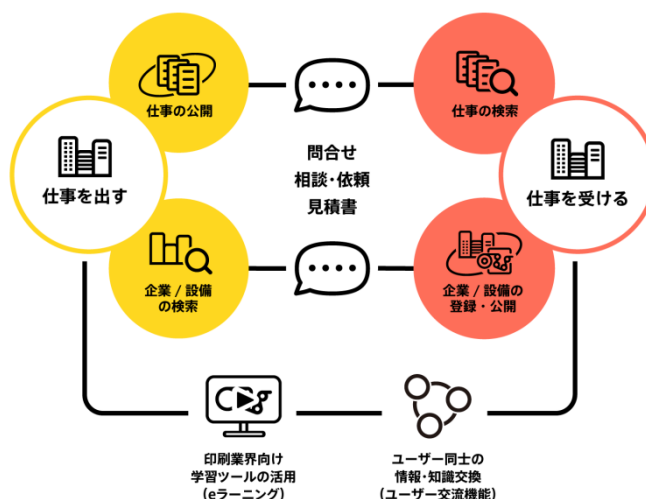 仕事の公開
仕事の検索
仕事を出す
問合せ
相談・依頼
見積書
仕事を受ける
企業 / 設備
の検索
企業 / 設備の
登録・公開
印刷業界向け
学習ツールの活用
(eラーニング)
ユーザー同士の
情報・知識交換
(ユーザー交流機能)